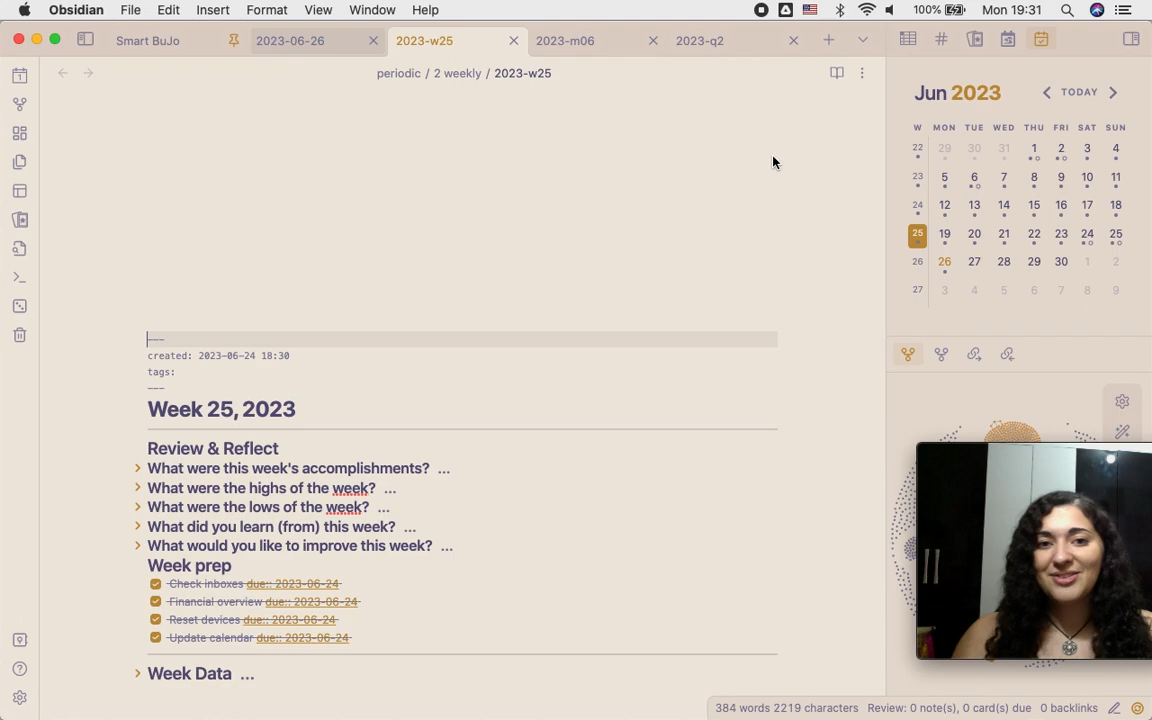 Obsidian File Edit Insert Format View Window Help 100% Mon 19:31
Smart BuJo 2023-06-26 2023-w25 2023-m06 2023-q2
periodic / 2 weekly / 2023-w25
---
created: 2023-06-24 18:30
tags:
---
Week 25, 2023
Review & Reflect
What were this week's accomplishments? ...
What were the highs of the week? ...
What were the lows of the week? ...
What did you learn (from) this week? ...
What would you like to improve this week? ...
Week prep
Check inboxes due:: 2023-06-24
Financial overview due:: 2023-06-24
Reset devices due:: 2023-06-24
Update calendar due:: 2023-06-24
Week Data ...
Jun 2023 TODAY
W MON TUE WED THU FRI SAT SUN
22 29 30 31 1 2 3 4
23 5 6 7 8 9 10 11
24 12 13 14 15 16 17 18
25 19 20 21 22 23 24 25
26 26 27 28 29 30 1 2
27 3 4 5 6 7 8 9
384 words 2219 characters Review: 0 note(s), 0 card(s) due 0 backlinks